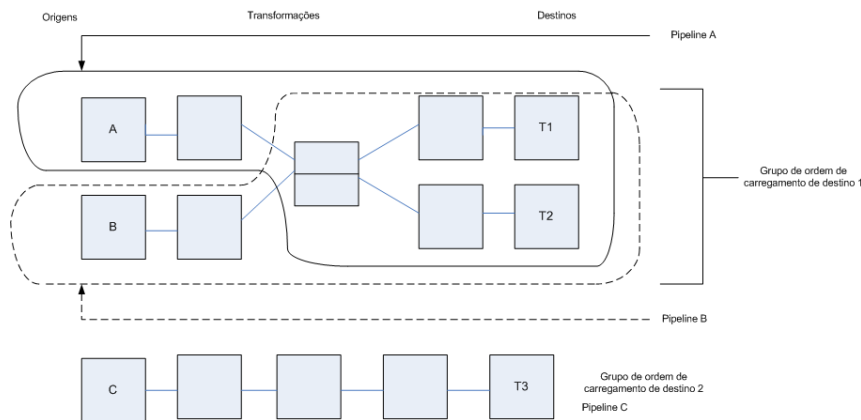 Origens
Transformações
Destinos
Pipeline A
A
T1
Grupo de ordem de
carregamento de destino 1
B
T2
Pipeline B
C
T3
Grupo de ordem de
carregamento de destino 2
Pipeline C